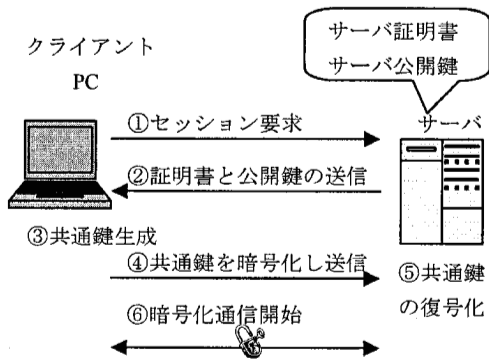 サーバ証明書
サーバ公開鍵
クライアント
PC
サーバ
①セッション要求
②証明書と公開鍵の送信
③共通鍵生成
④共通鍵を暗号化し送信
⑤共通鍵
の復号化
⑥暗号化通信開始